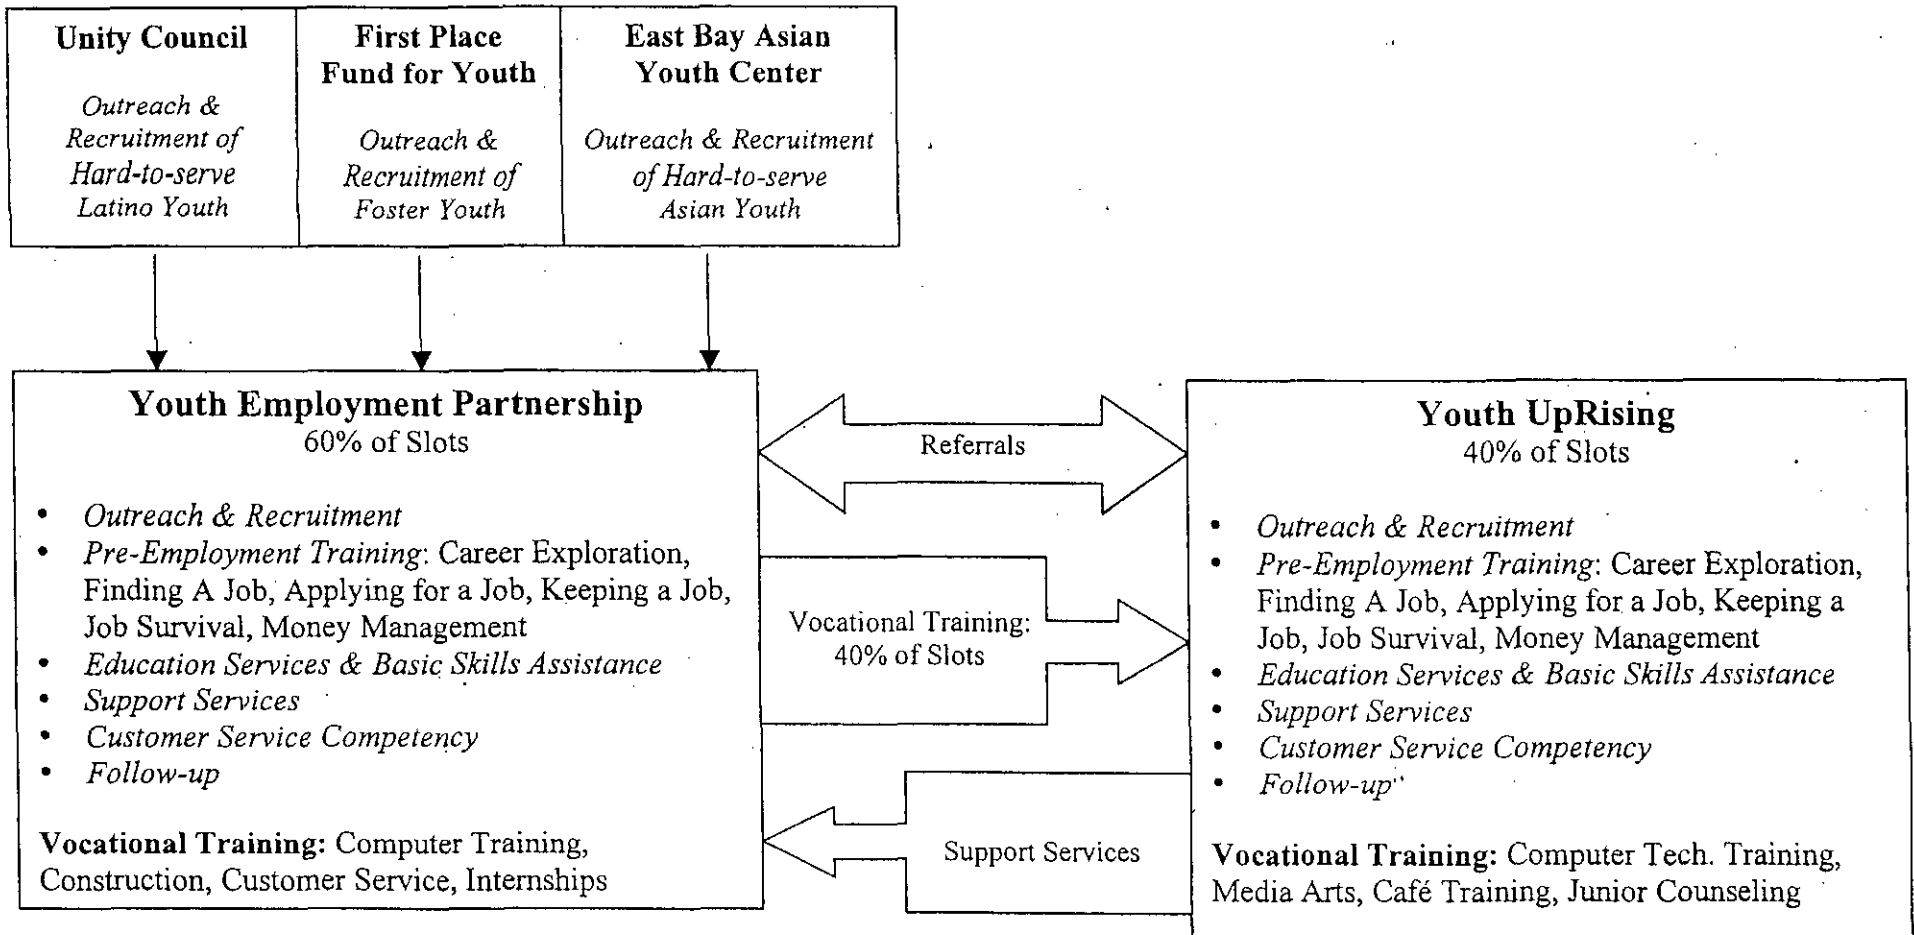 Unity Council
Outreach &
Recruitment of
Hard-to-serve
Latino Youth
First Place
Fund for Youth
Outreach &
Recruitment of
Foster Youth
East Bay Asian
Youth Center
Outreach & Recruitment
of Hard-to-serve
Asian Youth
Youth Employment Partnership
60% of Slots
• Outreach & Recruitment
• Pre-Employment Training: Career Exploration,
Finding A Job, Applying for a Job, Keeping a Job,
Job Survival, Money Management
• Education Services & Basic Skills Assistance
• Support Services
• Customer Service Competency
• Follow-up
Vocational Training: Computer Training,
Construction, Customer Service, Internships
Referrals
Vocational Training:
40% of Slots
Support Services
Youth UpRising
40% of Slots
• Outreach & Recruitment
• Pre-Employment Training: Career Exploration,
Finding A Job, Applying for a Job, Keeping a
Job, Job Survival, Money Management
• Education Services & Basic Skills Assistance
• Support Services
• Customer Service Competency
• Follow-up
Vocational Training: Computer Tech. Training,
Media Arts, Café Training, Junior Counseling